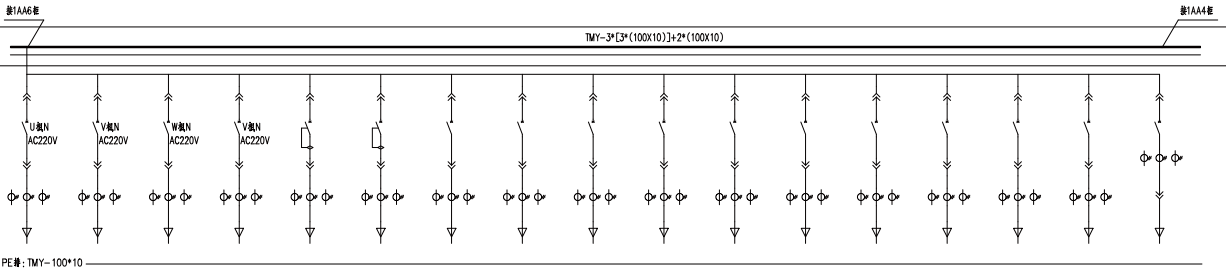 接1AA6柜
接1AA4柜
TMY-3*[3*(100X10)]+2*(100X10)
U相N
AC220V
V相N
AC220V
W相N
AC220V
V相N
AC220V
PE排: TMY-100*10